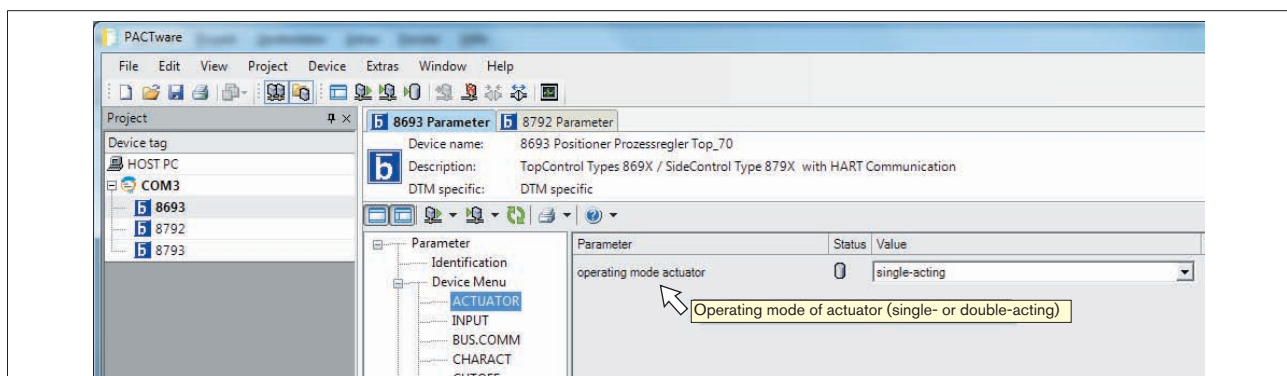 PACTware
File Edit View Project Device Extras Window Help
Project
Device tag
HOST PC
COM3
8693
8792
8793
8693 Parameter 8792 Parameter
Device name: 8693 Positioner Prozessregler Top_70
Description: TopControl Types 869X / SideControl Type 879X with HART Communication
DTM specific: DTM specific
Parameter
Identification
Device Menu
ACTUATOR
INPUT
BUS.COMM
CHARACT
Parameter Status Value
operating mode actuator single-acting
Operating mode of actuator (single- or double-acting)